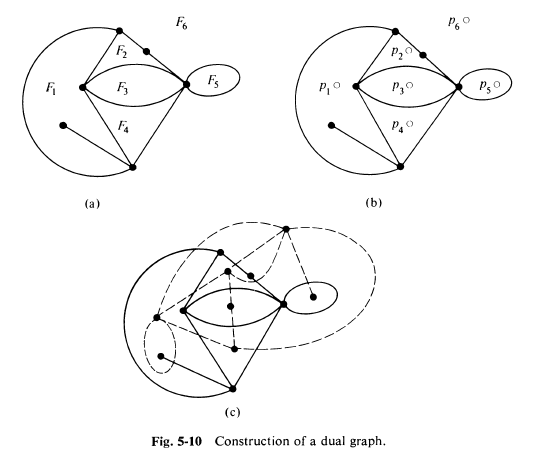 F6
F2
F1
F3
F5
F4
(a)
p6
p2
p1
p3
p5
p4
(b)
(c)
Fig. 5-10 Construction of a dual graph.